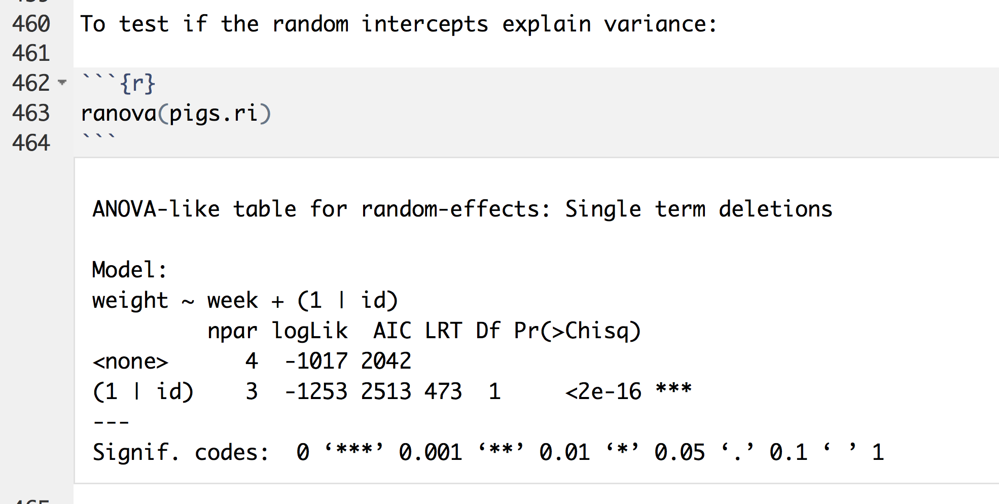 460 To test if the random intercepts explain variance:
461
462 ```{r}
463 ranova(pigs.ri)
464 ```
ANOVA-like table for random-effects: Single term deletions
Model:
weight ~ week + (1 | id)
npar logLik AIC LRT Df Pr(>Chisq)
<none> 4 -1017 2042
(1 | id) 3 -1253 2513 473 1 <2e-16 ***
---
Signif. codes: 0 ‘***’ 0.001 ‘**’ 0.01 ‘*’ 0.05 ‘.’ 0.1 ‘ ’ 1